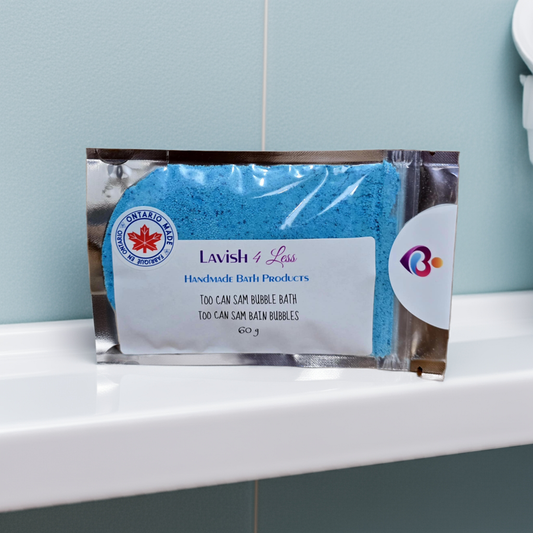 ONTARIO MADE
FABRIQUÉ EN ONTARIO
Lavish 4 Less
Handmade Bath Products
TOO CAN SAM BUBBLE BATH
TOO CAN SAM BAIN BUBBLES
60 g